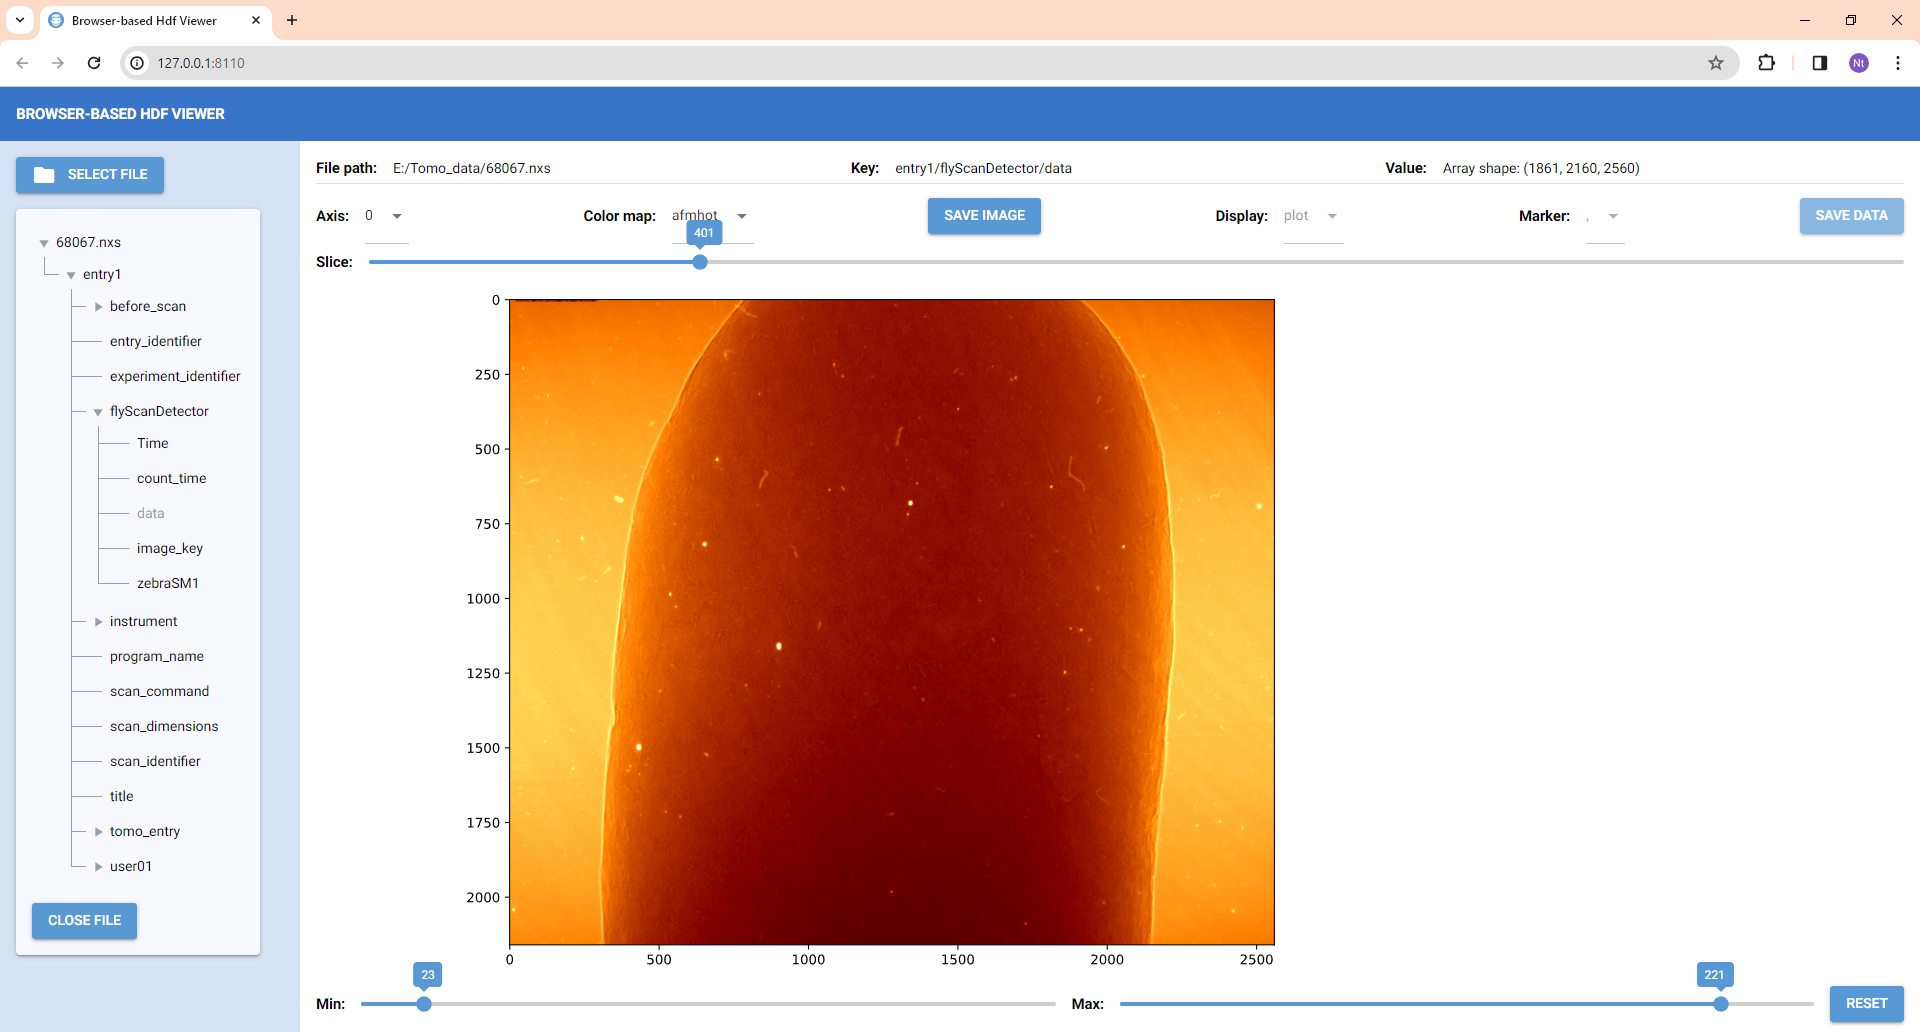 Browser-based Hdf Viewer
127.0.0.1:8110
Nt
BROWSER-BASED HDF VIEWER
SELECT FILE
68067.nxs
entry1
before_scan
entry_identifier
experiment_identifier
flyScanDetector
Time
count_time
data
image_key
zebraSM1
instrument
program_name
scan_command
scan_dimensions
scan_identifier
title
tomo_entry
user01
CLOSE FILE
File path: E:/Tomo_data/68067.nxs Key: entry1/flyScanDetector/data Value: Array shape: (1861, 2160, 2560)
Axis: 0 Color map: afmhot SAVE IMAGE Display: plot Marker: , SAVE DATA
401
Slice:
0
250
500
750
1000
1250
1500
1750
2000
0 500 1000 1500 2000 2500
23 221
Min: Max: RESET